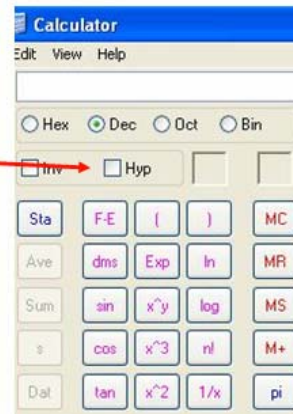 Calculator
Edit View Help
Hex Dec Oct Bin
Inv Hyp
Sta F-E ( ) MC
Ave dms Exp ln MR
Sum sin x^y log MS
s cos x^3 n! M+
Dat tan x^2 1/x pi